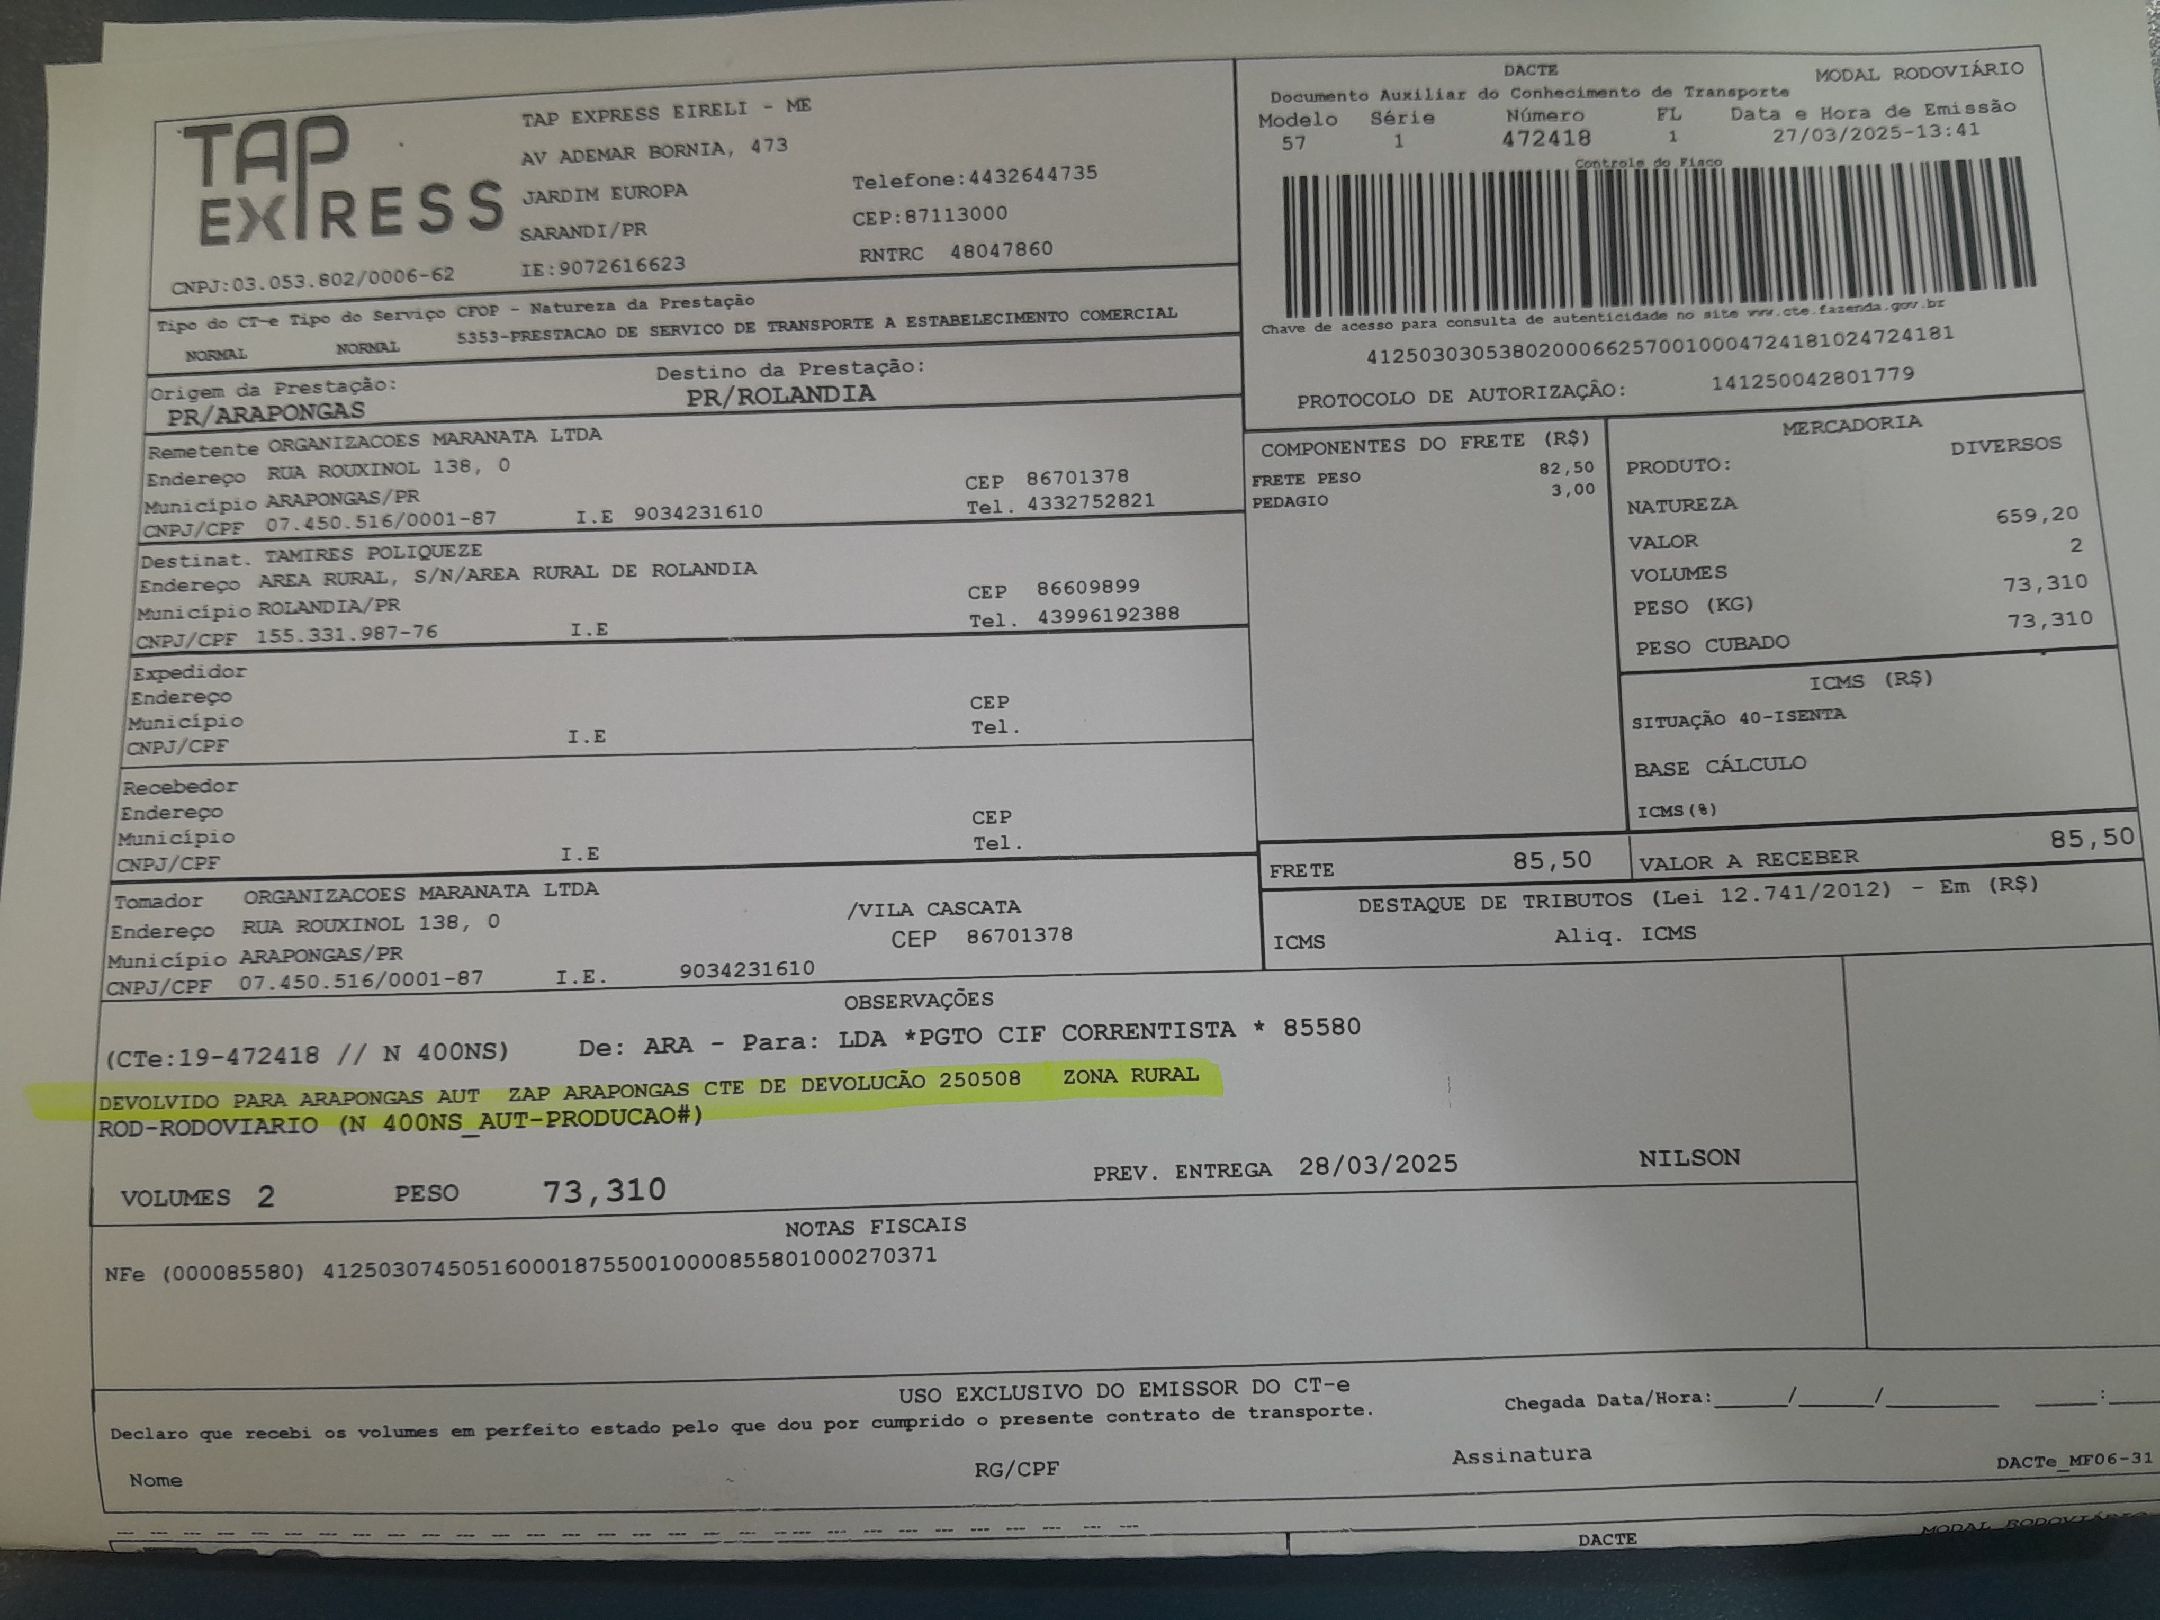 TAP EXPRESS
TAP EXPRESS EIRELI - ME
AV ADEMAR BORNIA, 473
JARDIM EUROPA
SARANDI/PR
IE:9072616623
Telefone:4432644735
CEP:87113000
RNTRC 48047860
CNPJ:03.053.802/0006-62
DACTE
MODAL RODOVIÁRIO
Documento Auxiliar do Conhecimento de Transporte
Modelo Série Número FL Data e Hora de Emissão
57 1 472418 1 27/03/2025-13:41
Controle do Fisco
Chave de acesso para consulta de autenticidade no site www.cte.fazenda.gov.br
41250303053802000662570010004724181024724181
PROTOCOLO DE AUTORIZAÇÃO: 141250042801779
Tipo do CT-e Tipo do Serviço CFOP - Natureza da Prestação
NORMAL NORMAL 5353-PRESTACAO DE SERVICO DE TRANSPORTE A ESTABELECIMENTO COMERCIAL
Origem da Prestação: Destino da Prestação:
PR/ARAPONGAS PR/ROLANDIA
Remetente ORGANIZACOES MARANATA LTDA
Endereço RUA ROUXINOL 138, 0 CEP 86701378
Município ARAPONGAS/PR Tel. 4332752821
CNPJ/CPF 07.450.516/0001-87 I.E 9034231610
Destinat. TAMIRES POLIQUEZE
Endereço AREA RURAL, S/N/AREA RURAL DE ROLANDIA CEP 86609899
Município ROLANDIA/PR Tel. 43996192388
CNPJ/CPF 155.331.987-76 I.E
Expedidor
Endereço CEP
Município Tel.
CNPJ/CPF I.E
Recebedor
Endereço CEP
Município Tel.
CNPJ/CPF I.E
Tomador ORGANIZACOES MARANATA LTDA
Endereço RUA ROUXINOL 138, 0 /VILA CASCATA
Município ARAPONGAS/PR CEP 86701378
CNPJ/CPF 07.450.516/0001-87 I.E. 9034231610
COMPONENTES DO FRETE (R$)
FRETE PESO 82,50
PEDAGIO 3,00
MERCADORIA
PRODUTO: DIVERSOS
NATUREZA
VALOR 659,20
VOLUMES 2
PESO (KG) 73,310
PESO CUBADO 73,310
ICMS (R$)
SITUAÇÃO 40-ISENTA
BASE CÁLCULO
ICMS(%)
FRETE 85,50 VALOR A RECEBER 85,50
DESTAQUE DE TRIBUTOS (Lei 12.741/2012) - Em (R$)
ICMS Aliq. ICMS
OBSERVAÇÕES
(CTe:19-472418 // N 400NS) De: ARA - Para: LDA *PGTO CIF CORRENTISTA * 85580
DEVOLVIDO PARA ARAPONGAS AUT ZAP ARAPONGAS CTE DE DEVOLUCÃO 250508 ZONA RURAL
ROD-RODOVIARIO (N 400NS_AUT-PRODUCAO#)
VOLUMES 2 PESO 73,310 PREV. ENTREGA 28/03/2025 NILSON
NOTAS FISCAIS
NFe (000085580) 41250307450516000187550010000855801000270371
USO EXCLUSIVO DO EMISSOR DO CT-e
Declaro que recebi os volumes em perfeito estado pelo que dou por cumprido o presente contrato de transporte.
Chegada Data/Hora:_____/_____/________ _____:____
Nome RG/CPF Assinatura
DACTe_MF06-31
DACTE
MODAL RODOVIÁRIO